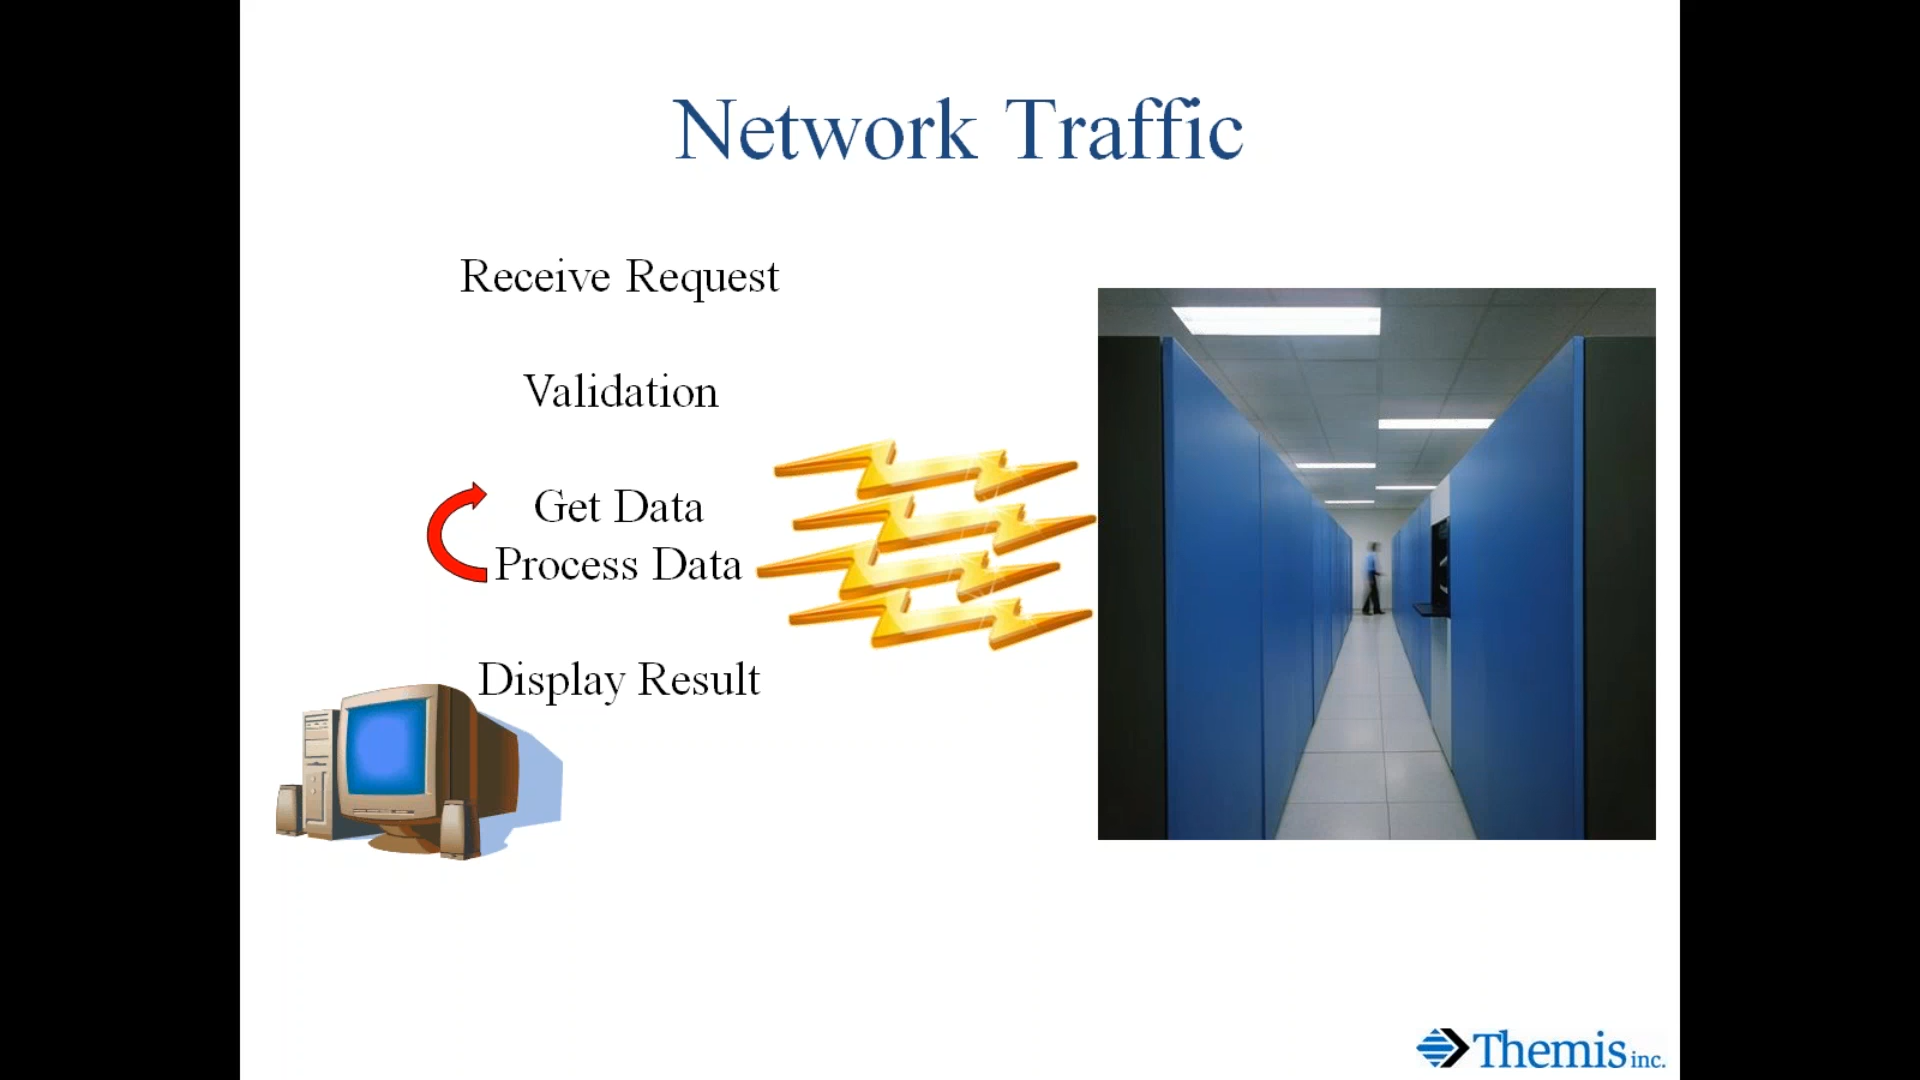 Network Traffic
Receive Request
Validation
Get Data
Process Data
Display Result
Themis inc.